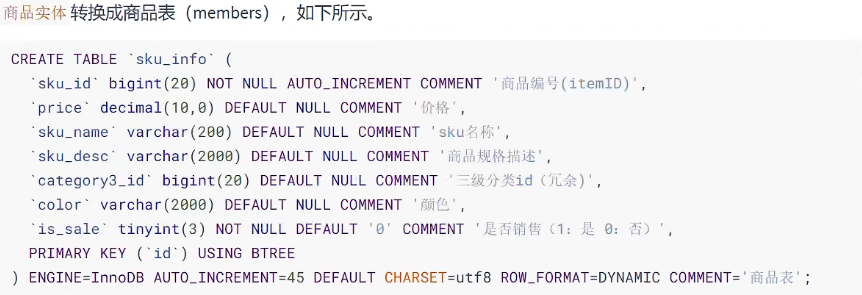 商品实体 转换成商品表（members），如下所示。
CREATE TABLE `sku_info` (
  `sku_id` bigint(20) NOT NULL AUTO_INCREMENT COMMENT '商品编号(itemID)',
  `price` decimal(10,0) DEFAULT NULL COMMENT '价格',
  `sku_name` varchar(200) DEFAULT NULL COMMENT 'sku名称',
  `sku_desc` varchar(2000) DEFAULT NULL COMMENT '商品规格描述',
  `category3_id` bigint(20) DEFAULT NULL COMMENT '三级分类id（冗余)',
  `color` varchar(2000) DEFAULT NULL COMMENT '颜色',
  `is_sale` tinyint(3) NOT NULL DEFAULT '0' COMMENT '是否销售（1：是 0：否）',
  PRIMARY KEY (`id`) USING BTREE
) ENGINE=InnoDB AUTO_INCREMENT=45 DEFAULT CHARSET=utf8 ROW_FORMAT=DYNAMIC COMMENT='商品表';